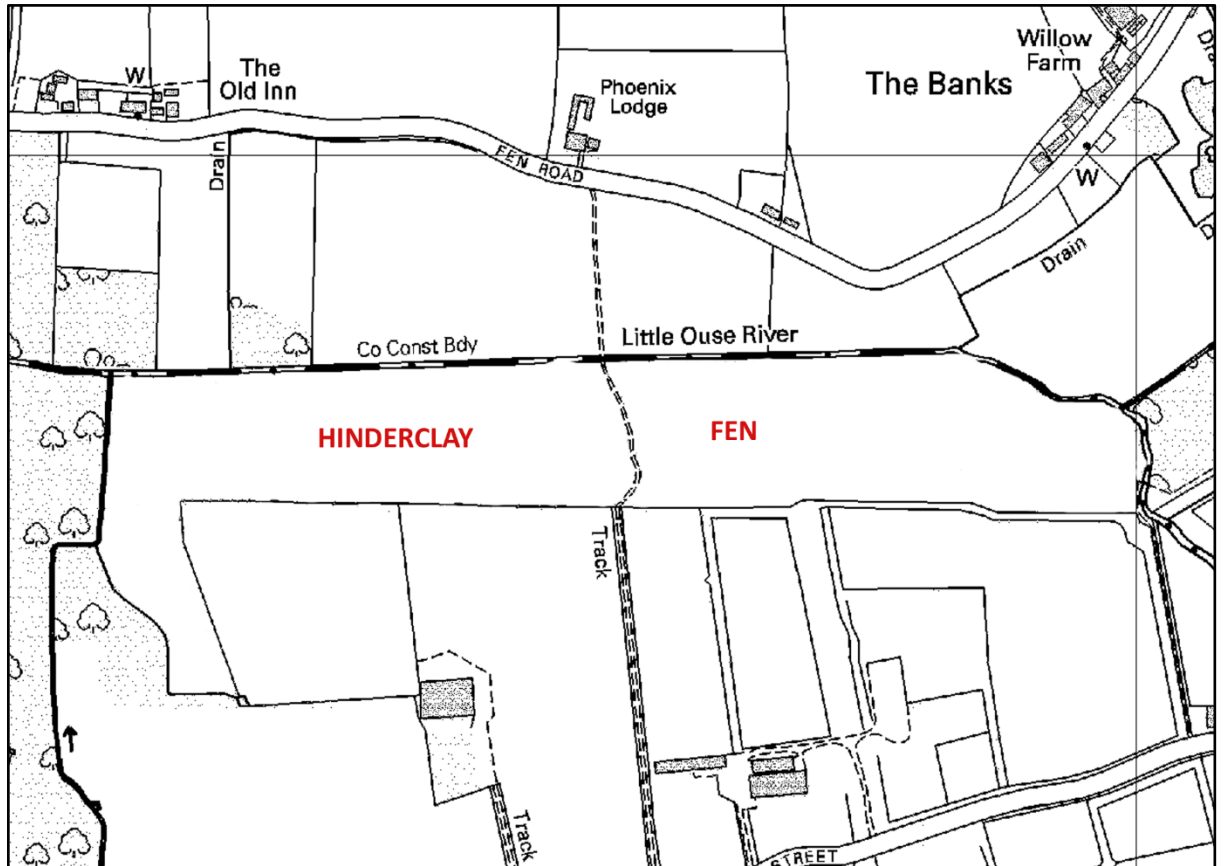 Willow
Farm
The
Old Inn
W
Phoenix
Lodge
The Banks
FEN ROAD
Drain
W
Drain
Little Ouse River
Co Const Bdy
HINDERCLAY
FEN
Track
Track
STREET